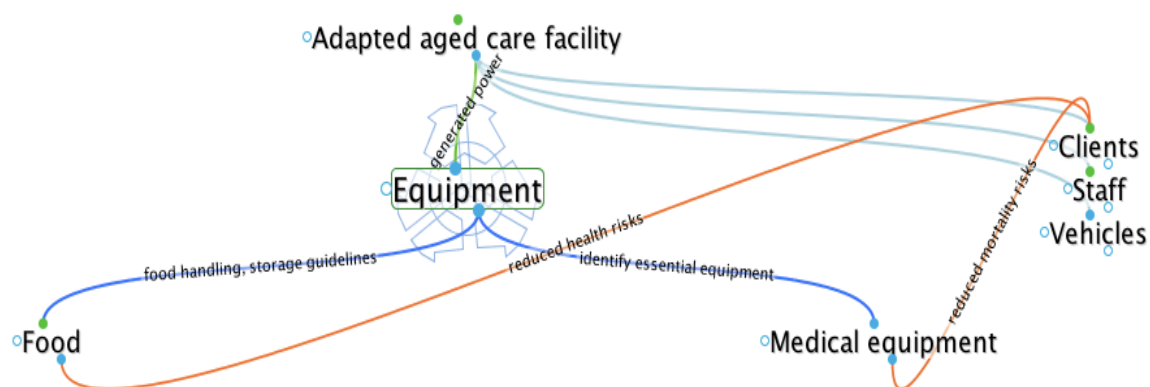 Adapted aged care facility
generated power
Clients
Equipment
Staff
Vehicles
reduced health risks
food handling, storage guidelines
identify essential equipment
reduced mortality risks
Food
Medical equipment